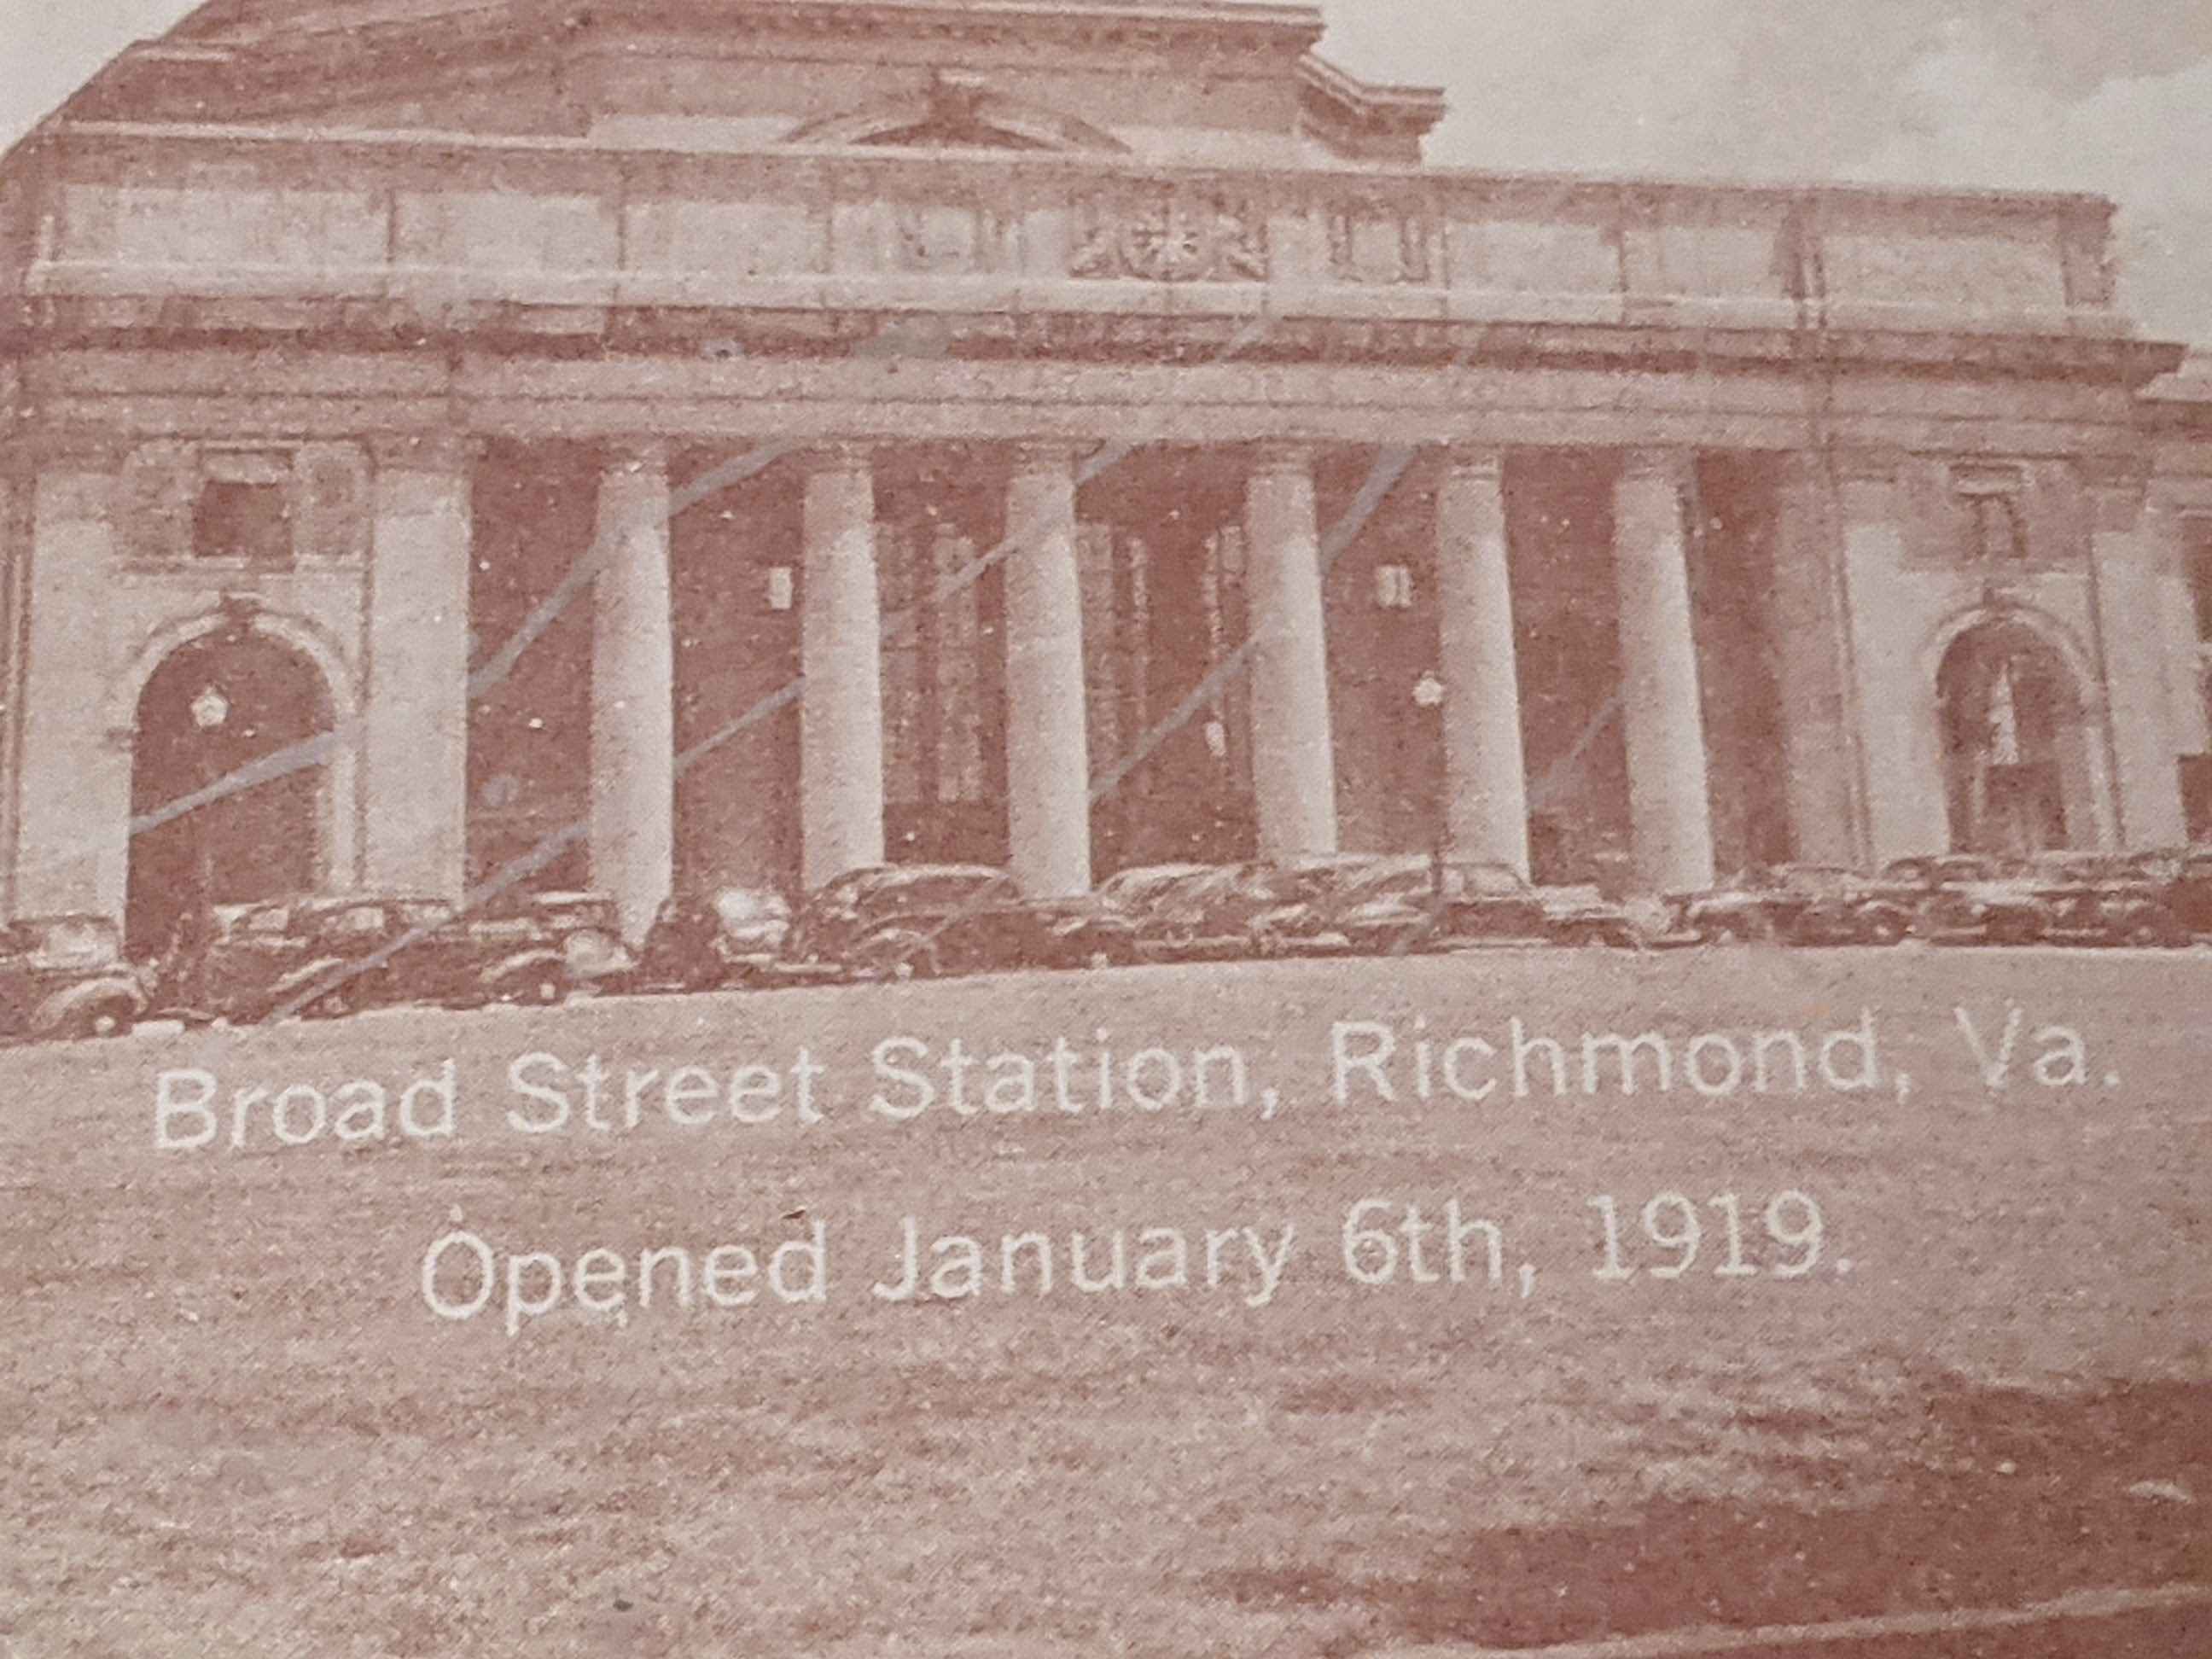 Broad Street Station, Richmond, Va.
Opened January 6th, 1919.